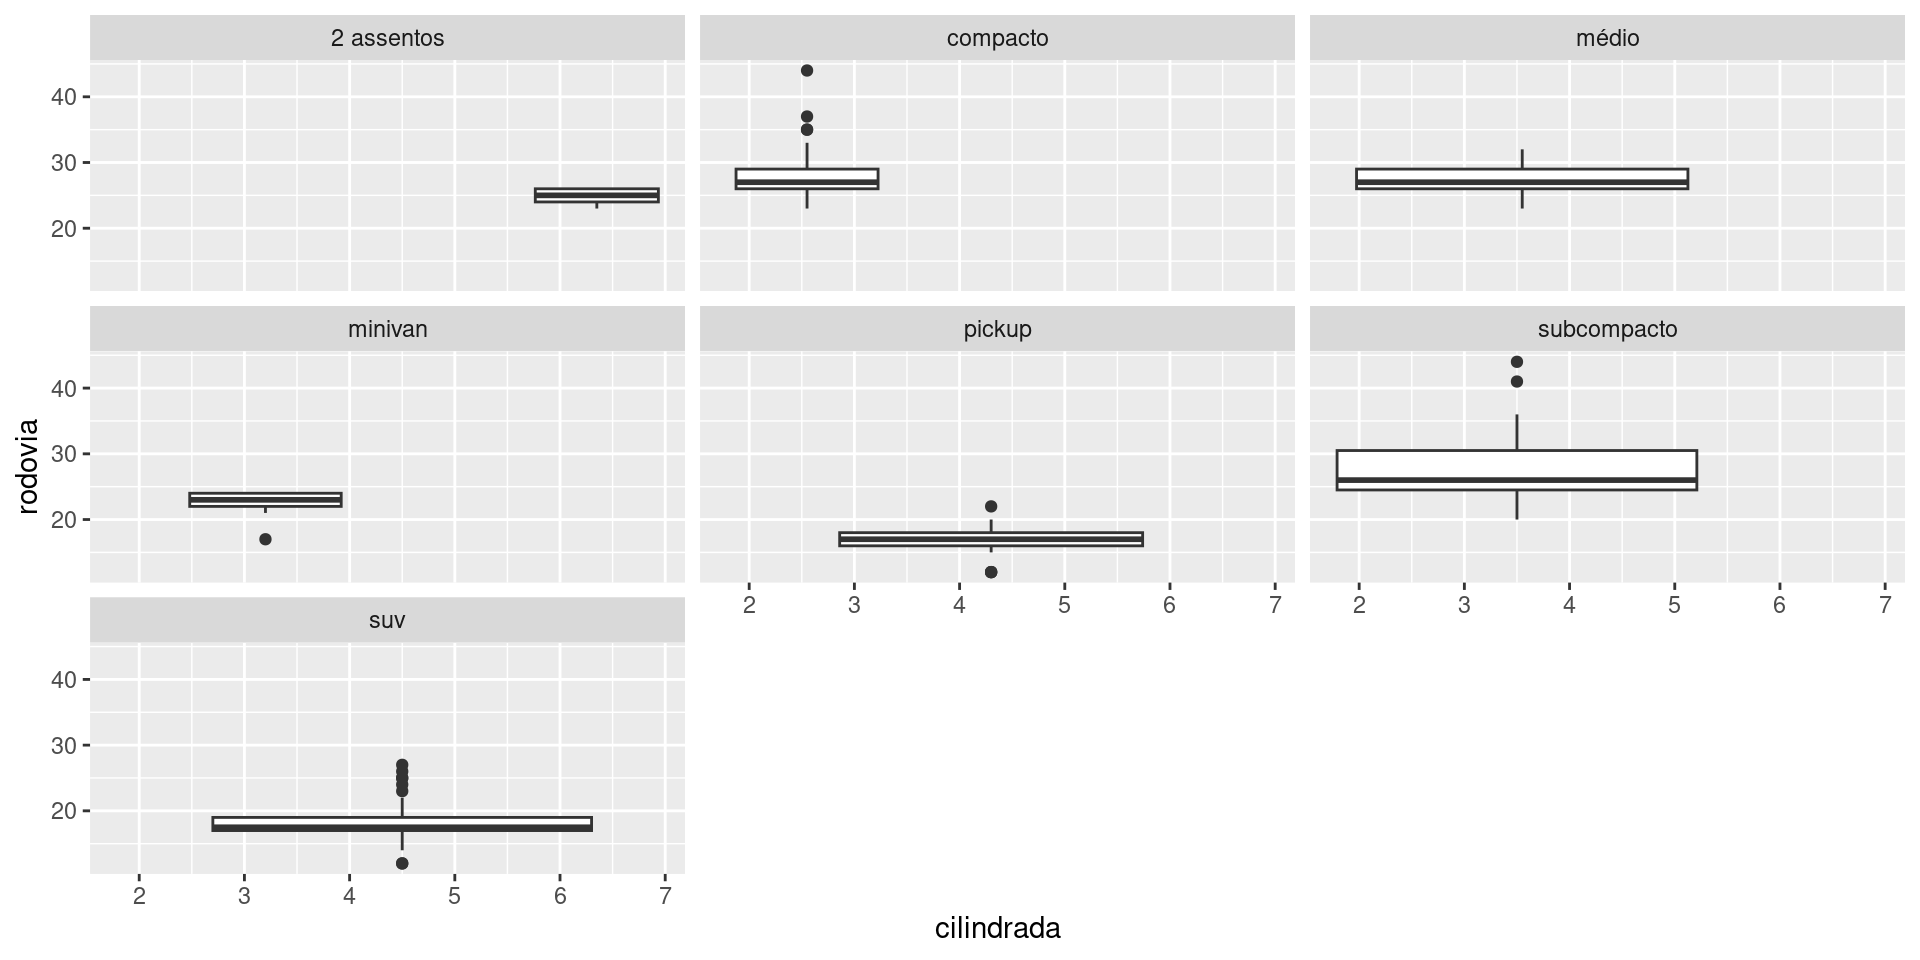 2 assentos
compacto
médio
40
30
20
minivan
pickup
subcompacto
40
30
20
2 3 4 5 6 7
2 3 4 5 6 7
suv
40
30
20
2 3 4 5 6 7
cilindrada
rodovia